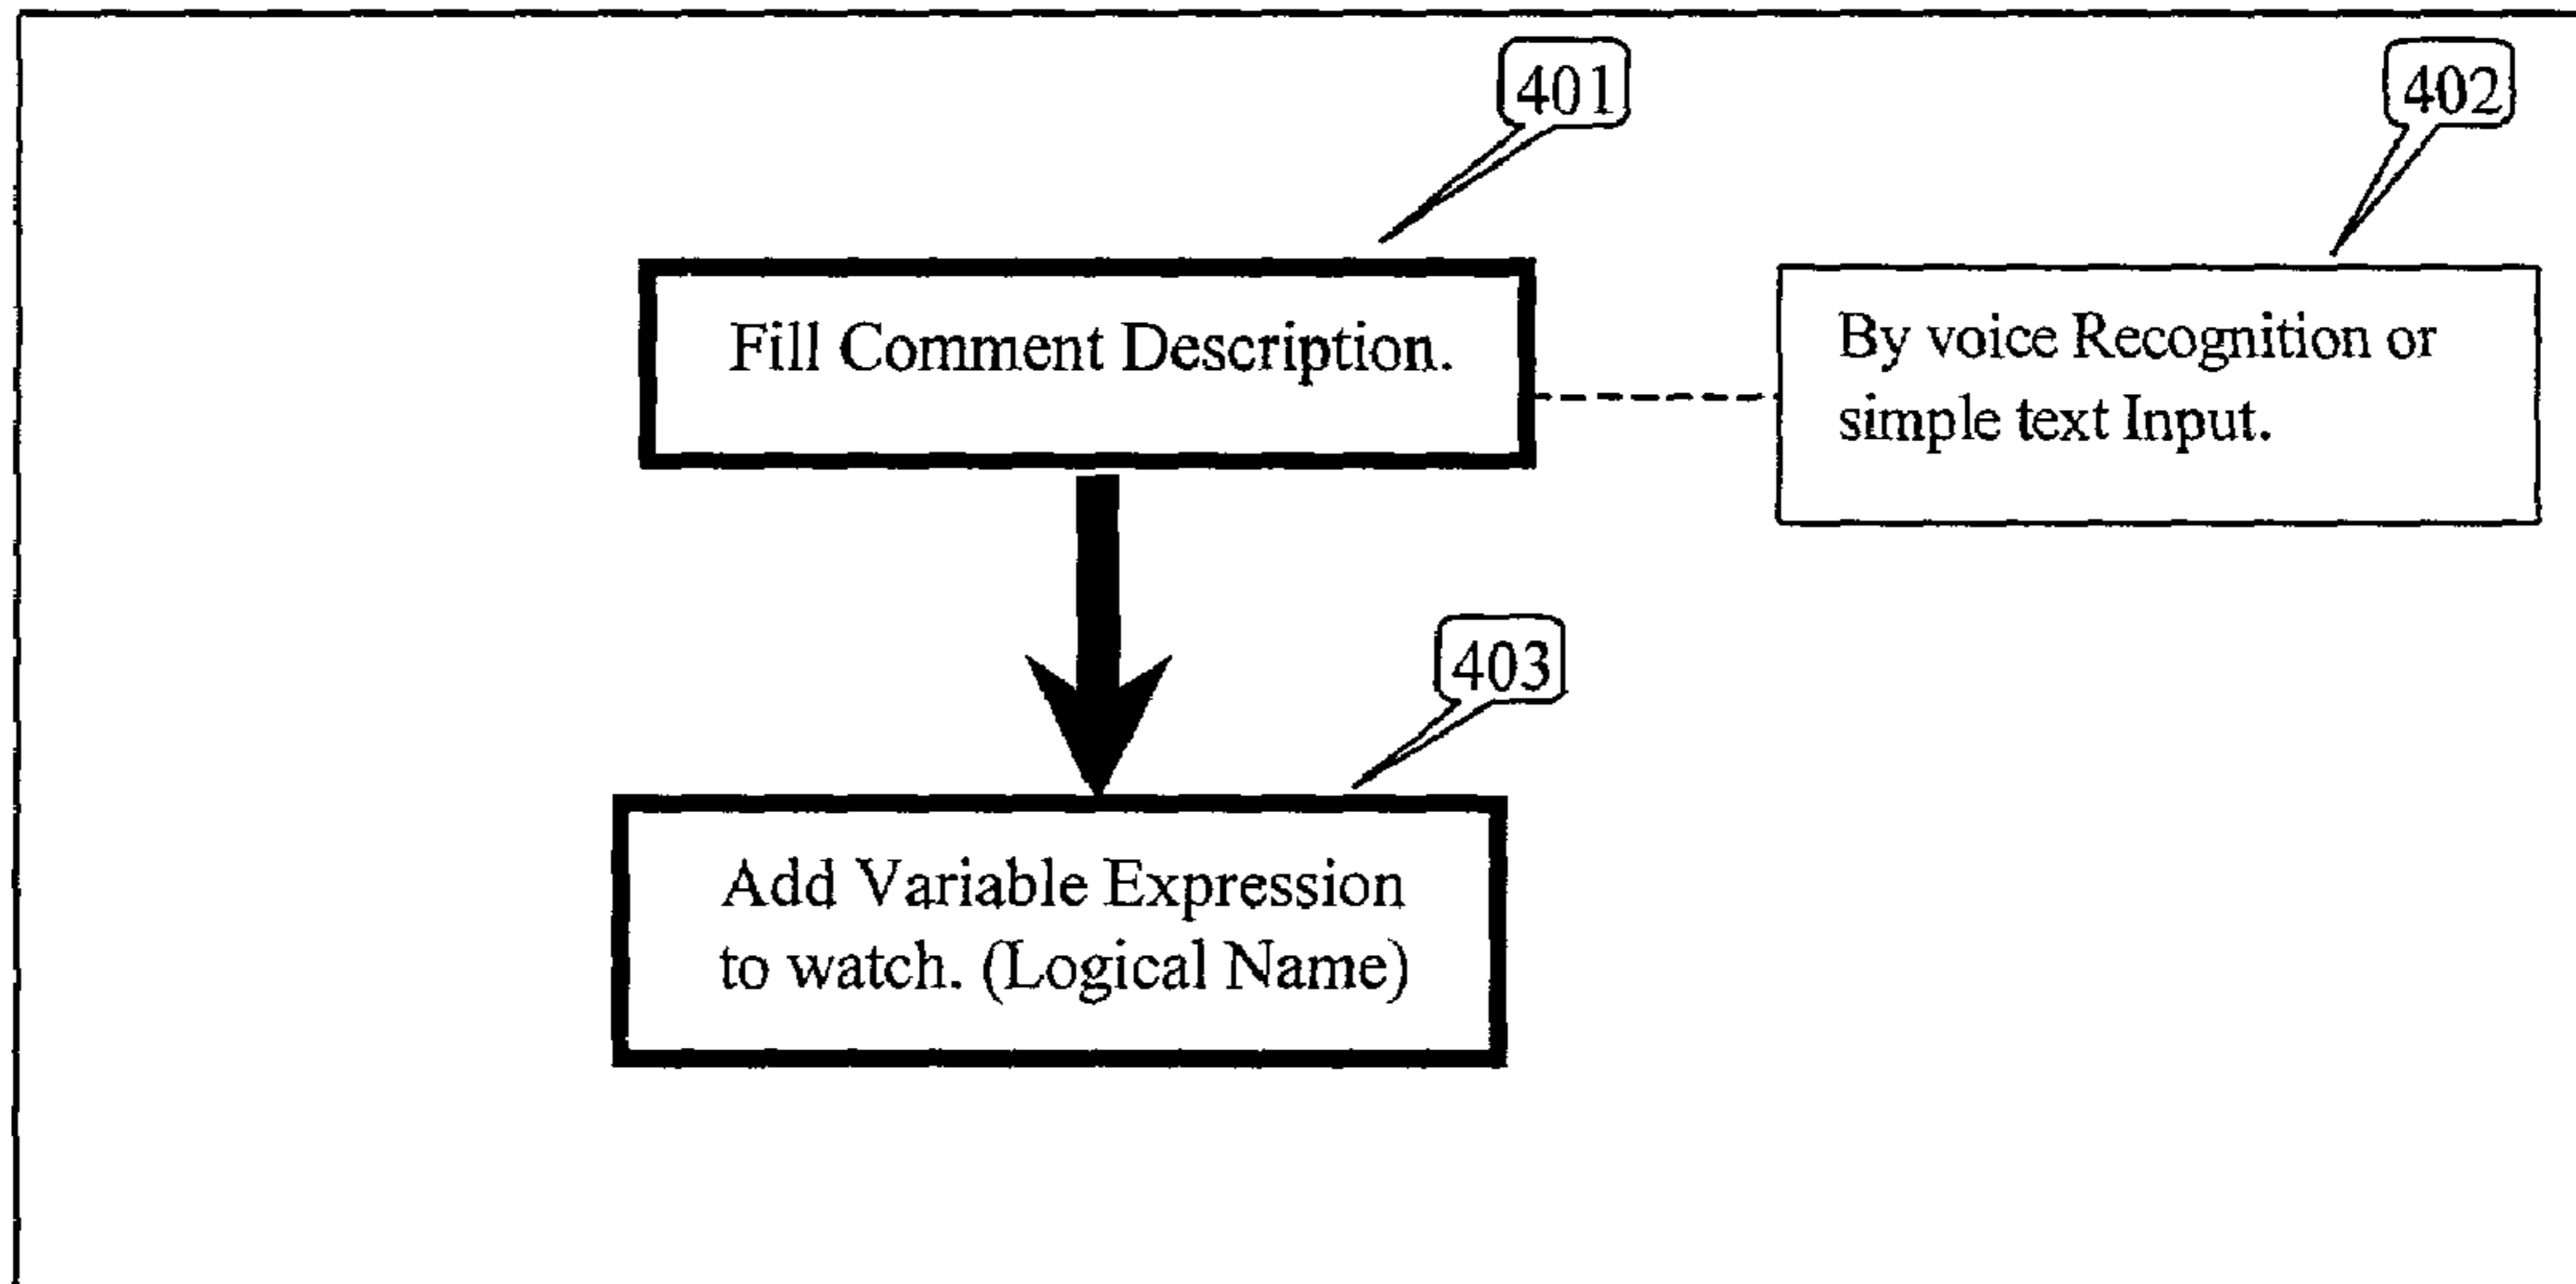 401
402
Fill Comment Description.
By voice Recognition or
simple text Input.
403
Add Variable Expression
to watch. (Logical Name)